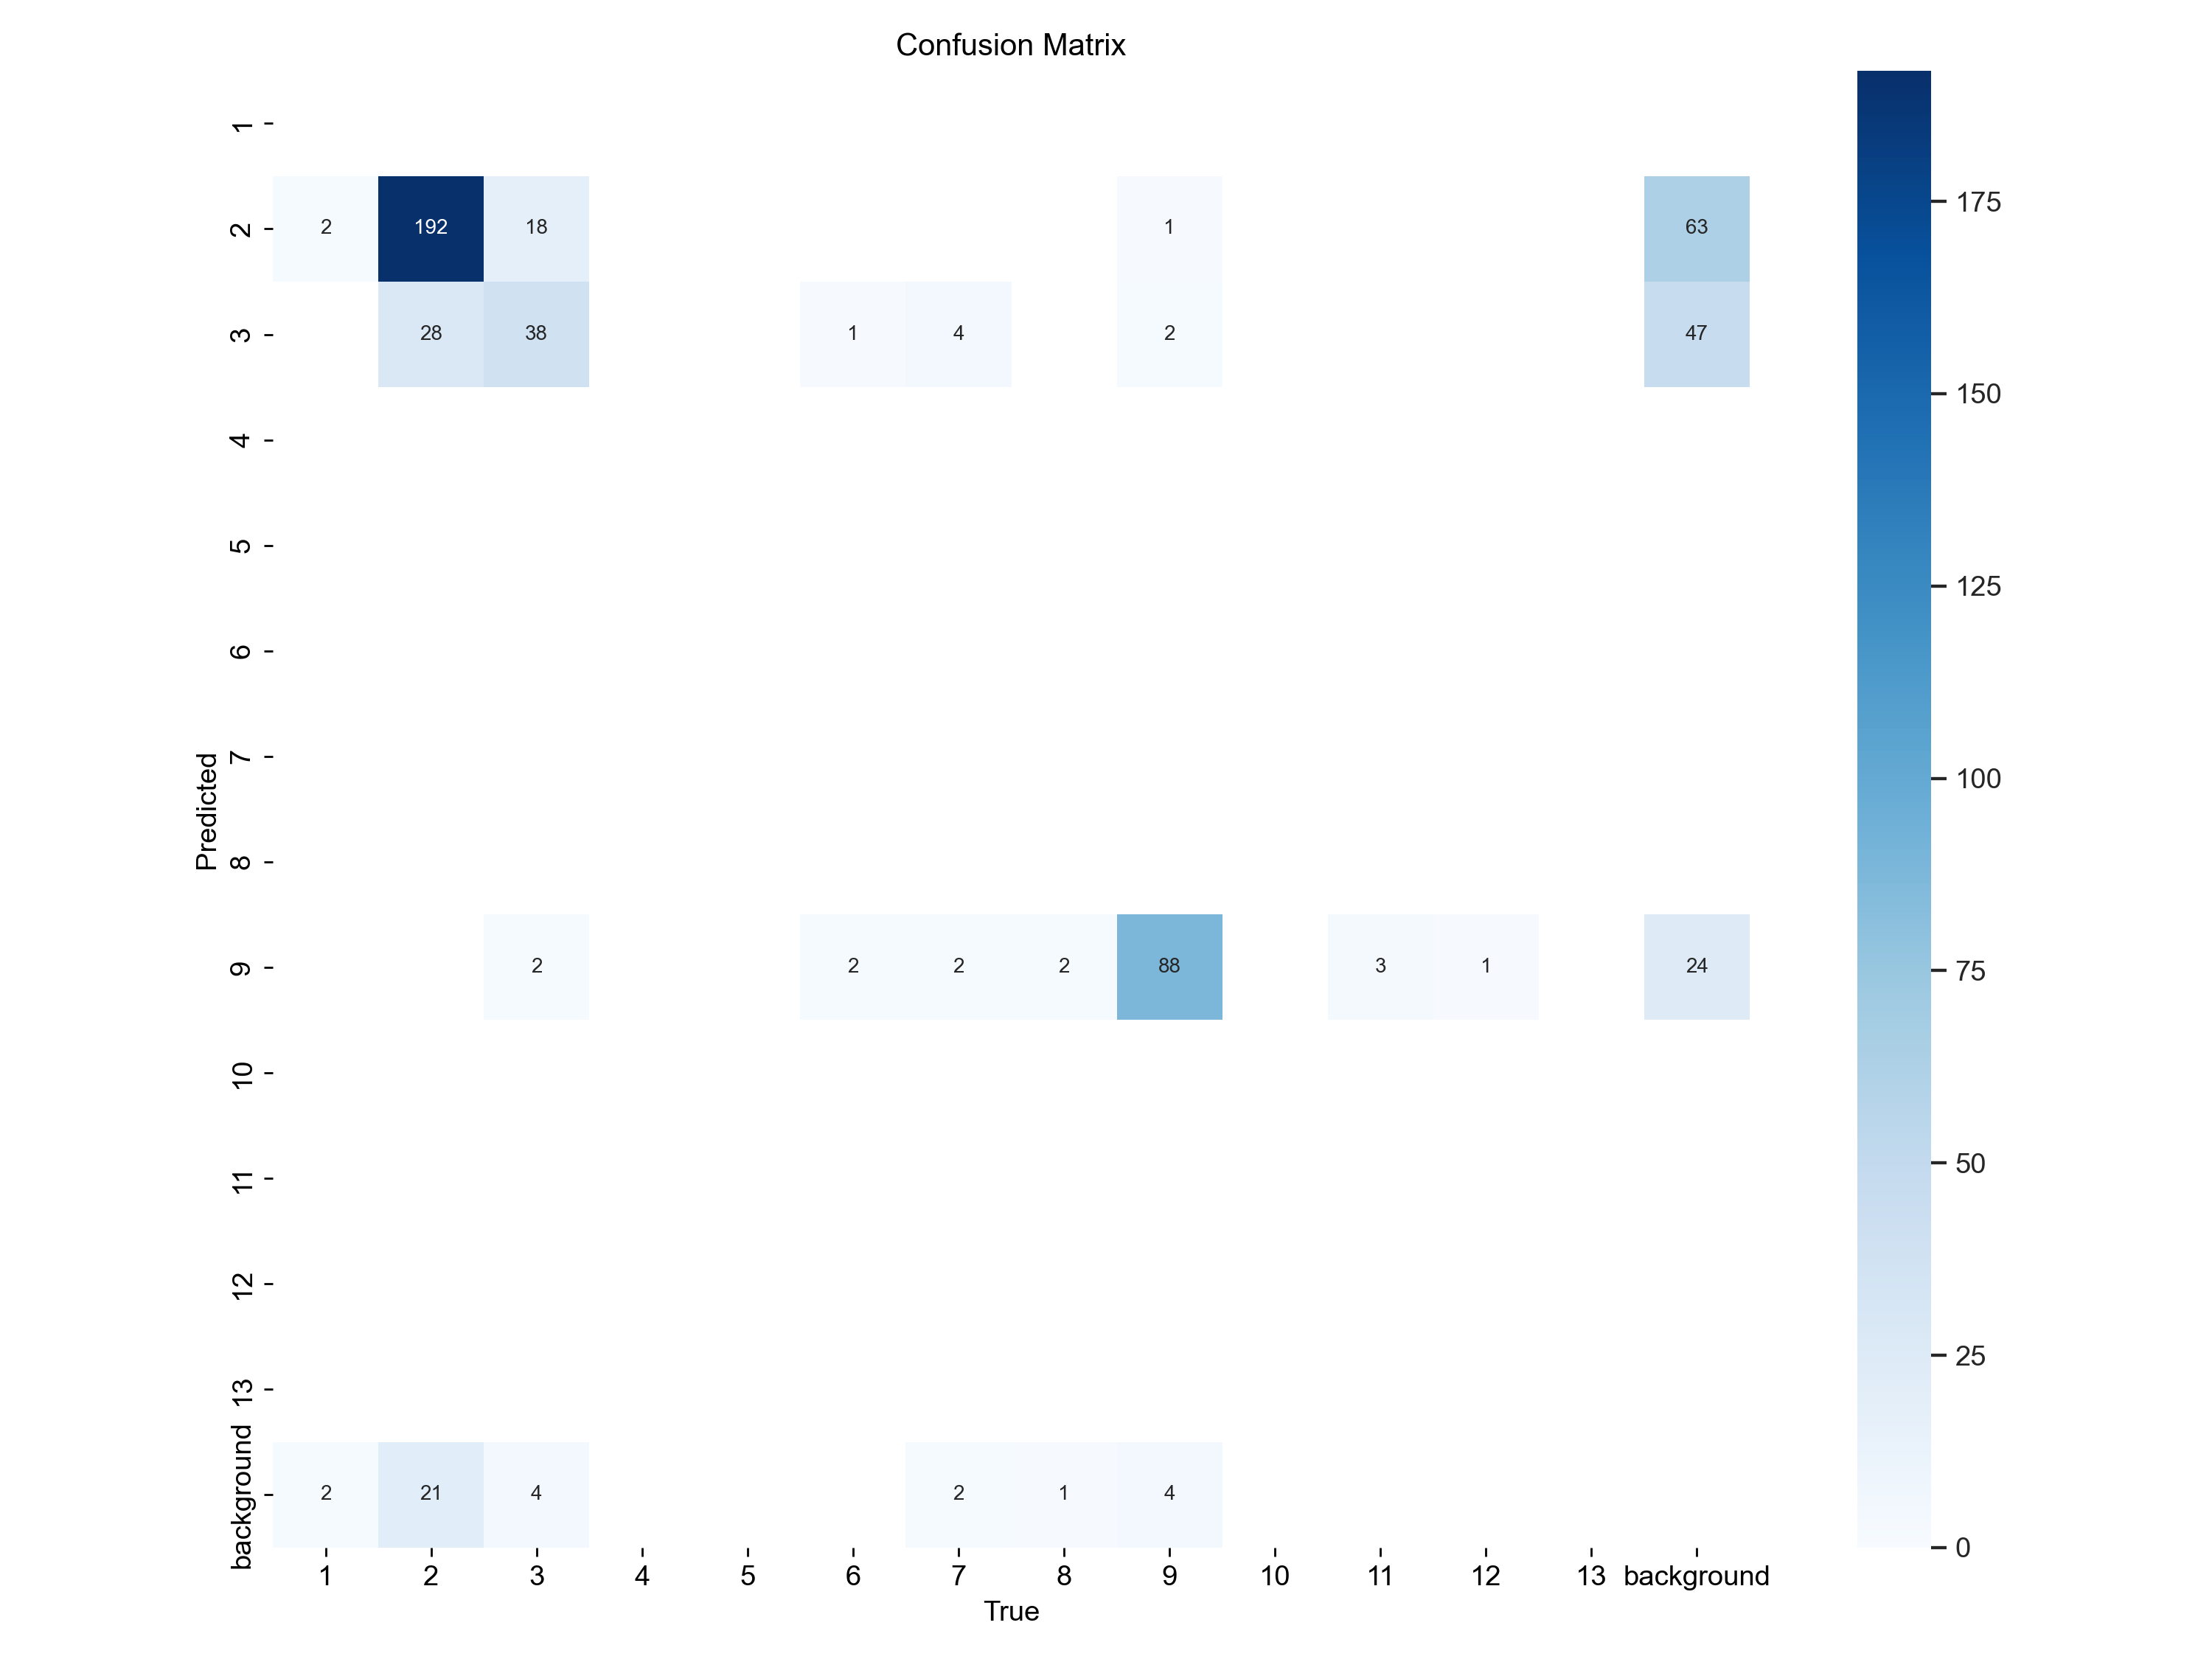 Confusion Matrix
1
2 2 192 18 1 63 175
3 28 38 1 4 2 47
150
4
5 125
6
7 100
Predicted
8
9 2 2 2 2 88 3 1 24 75
10
50
11
12
25
13
background 2 21 4 2 1 4
0
1 2 3 4 5 6 7 8 9 10 11 12 13 background
True